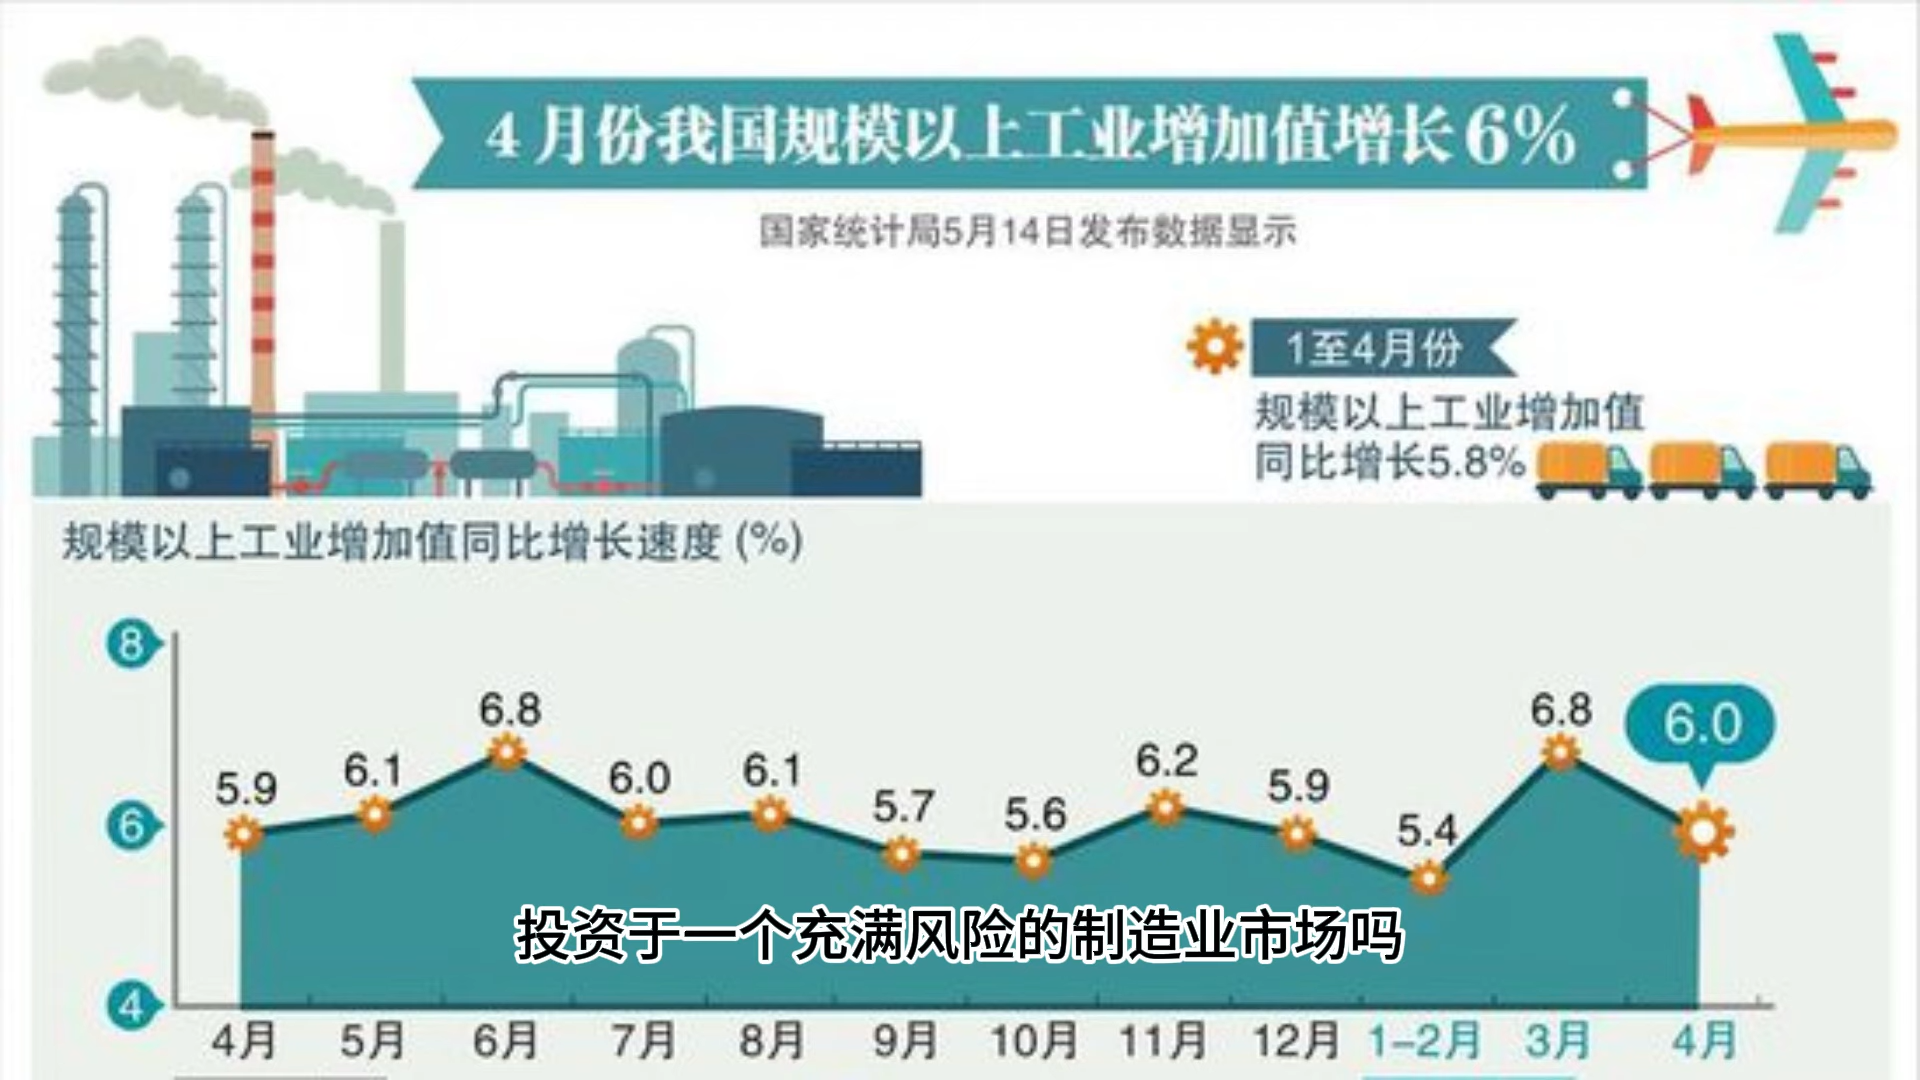 4月份我国规模以上工业增加值增长6%
国家统计局5月14日发布数据显示
1至4月份
规模以上工业增加值
同比增长5.8%
规模以上工业增加值同比增长速度(%)
8
6
4
5.9
6.1
6.8
6.0
6.1
5.7
5.6
6.2
5.9
5.4
6.8
6.0
投资于一个充满风险的制造业市场吗
4月 5月 6月 7月 8月 9月 10月 11月 12月 1–2月 3月 4月